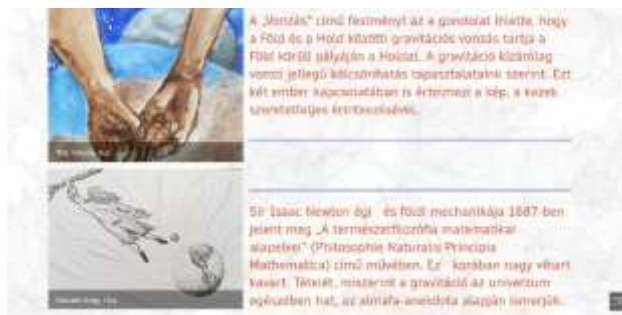 A „Vonzás" című festményt az a gondolat ihlette, hogy
a Föld és a Hold közötti gravitációs vonzás tartja a
Föld körüli pályáján a Holdat. A gravitáció kizárólag
vonzó jellegű kölcsönhatás tapasztalataink szerint. Ezt
két ember kapcsolatában is értelmezi a kép, a kezek
szeretetteljes érintkezésével.
Sir Isaac Newton égi és földi mechanikája 1687-ben
jelent meg „A természetfilozófia matematikai
alapelvei" (Philosophie Naturalis Principia
Mathematica) című művében. Ez korában nagy vihart
kavart. Tételét, miszerint a gravitáció az univerzum
egészében hat, az almafa-anekdota alapján ismerjük.